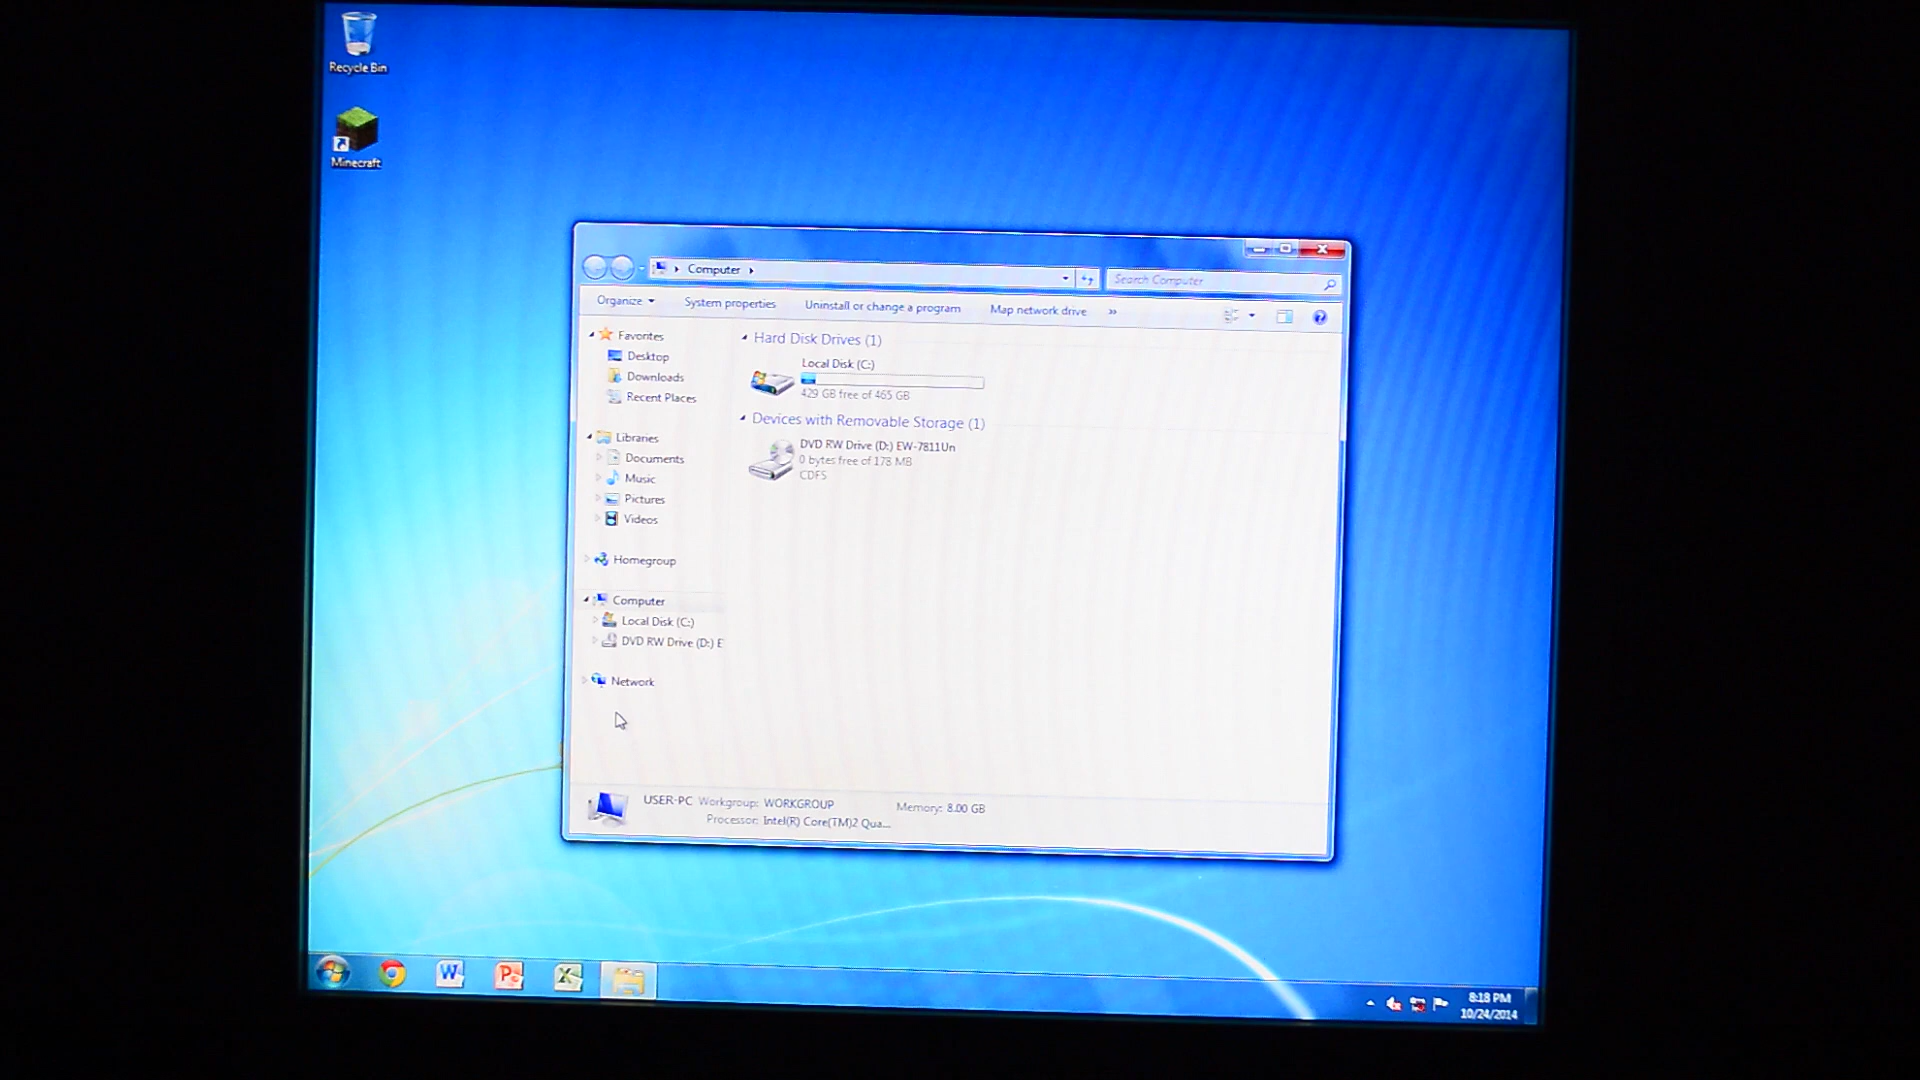 Recycle Bin
Minecraft
Computer
Search Computer
Organize
System properties
Uninstall or change a program
Map network drive
»
Favorites
Desktop
Downloads
Recent Places
Libraries
Documents
Music
Pictures
Videos
Homegroup
Computer
Local Disk (C:)
DVD RW Drive (D:) E
Network
Hard Disk Drives (1)
Local Disk (C:)
429 GB free of 465 GB
Devices with Removable Storage (1)
DVD RW Drive (D:) EW-7811Un
0 bytes free of 178 MB
CDFS
USER-PC Workgroup: WORKGROUP Memory: 8.00 GB
Processor: Intel(R) Core(TM)2 Qua...
8:18 PM
10/24/2014